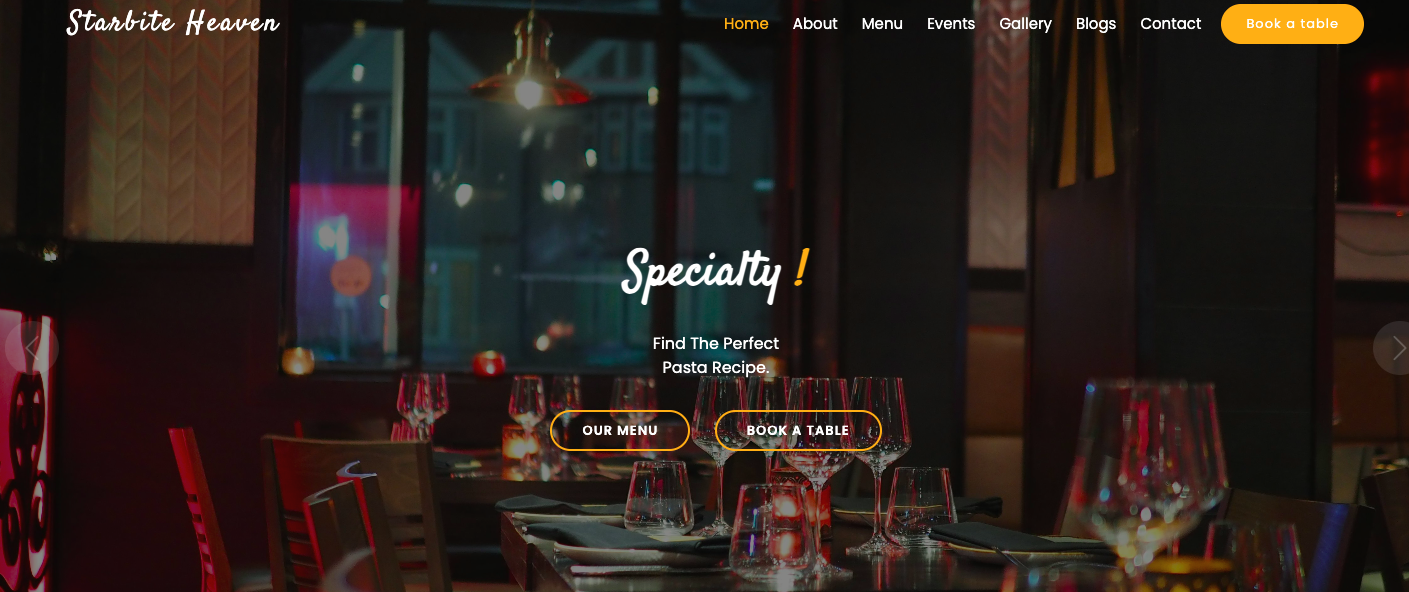 Starbite Heaven
Home About Menu Events Gallery Blogs Contact Book a table
Specialty !
Find The Perfect
Pasta Recipe.
OUR MENU BOOK A TABLE